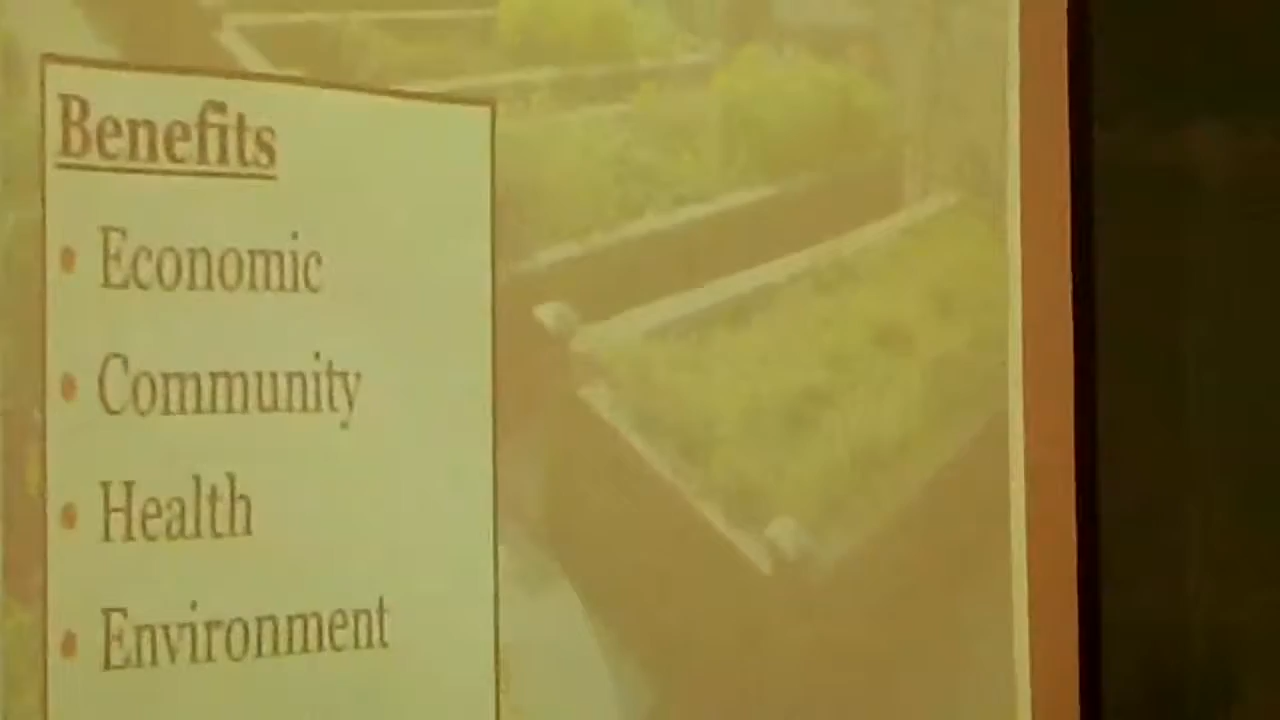 Benefits
• Economic
• Community
• Health
• Environment